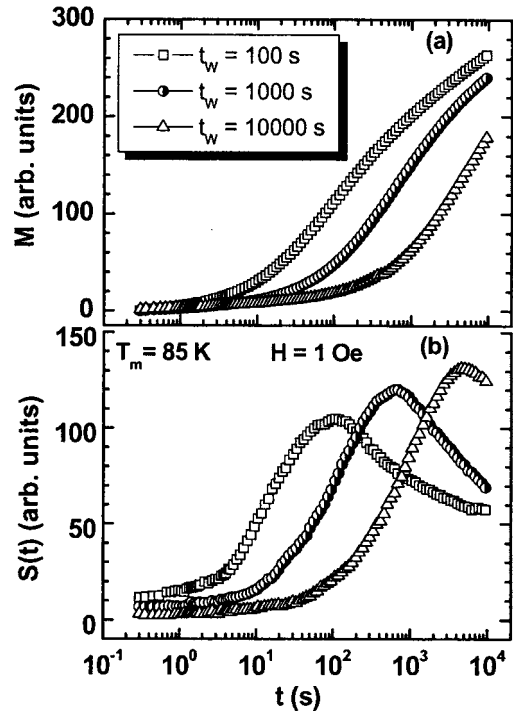 300
(a)
t_w = 100 s
t_w = 1000 s
t_w = 10000 s
200
100
0
M (arb. units)
150
T_m = 85 K H = 1 Oe (b)
100
50
0
S(t) (arb. units)
10^-1 10^0 10^1 10^2 10^3 10^4
t (s)